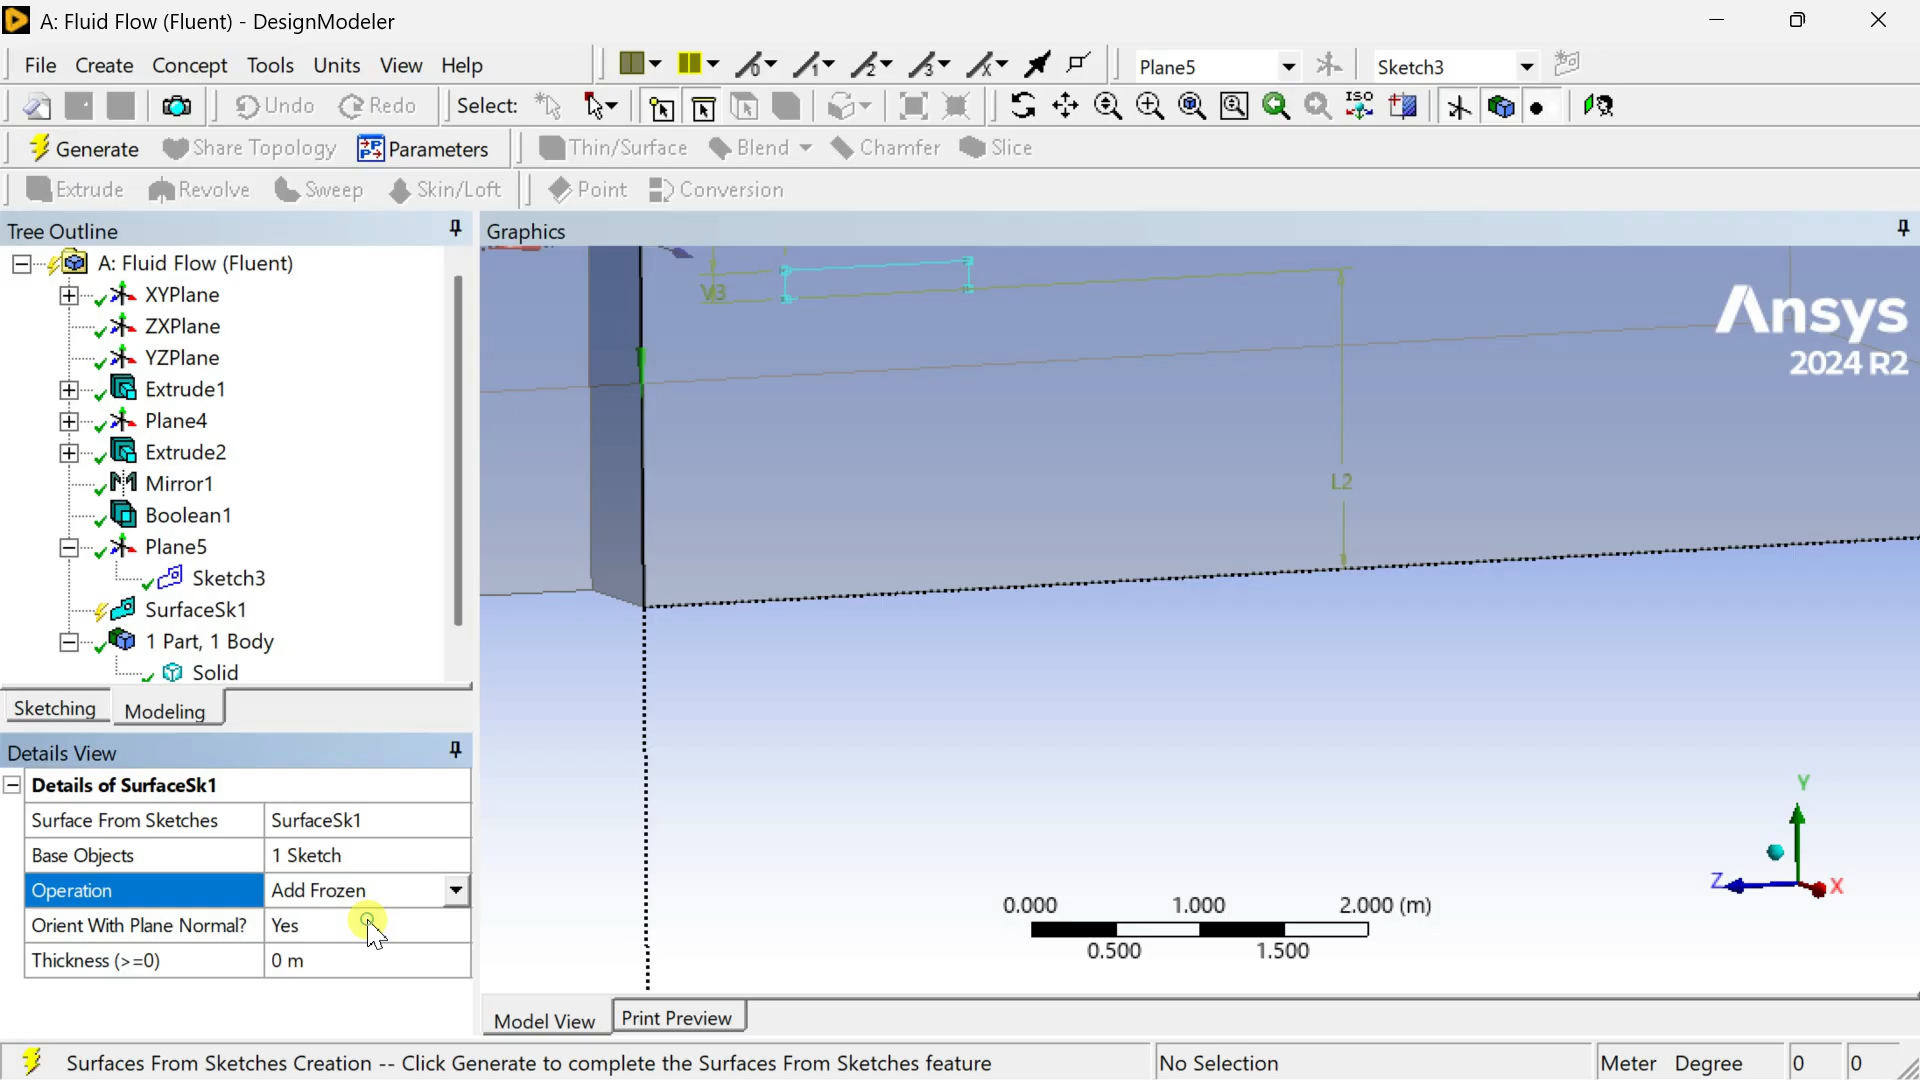 A: Fluid Flow (Fluent) - DesignModeler
File Create Concept Tools Units View Help
Plane5 Sketch3
Undo Redo Select: ISO
Generate Share Topology Parameters Thin/Surface Blend Chamfer Slice
Extrude Revolve Sweep Skin/Loft Point Conversion
Tree Outline
A: Fluid Flow (Fluent)
XYPlane
ZXPlane
YZPlane
Extrude1
Plane4
Extrude2
Mirror1
Boolean1
Plane5
Sketch3
SurfaceSk1
1 Part, 1 Body
Solid
Sketching Modeling
Details View
Details of SurfaceSk1
Surface From Sketches SurfaceSk1
Base Objects 1 Sketch
Operation Add Frozen
Orient With Plane Normal? Yes
Thickness (>=0) 0 m
Graphics
V3
L2
Ansys
2024 R2
Y
Z X
0.000 1.000 2.000 (m)
0.500 1.500
Model View Print Preview
Surfaces From Sketches Creation -- Click Generate to complete the Surfaces From Sketches feature No Selection Meter Degree 0 0